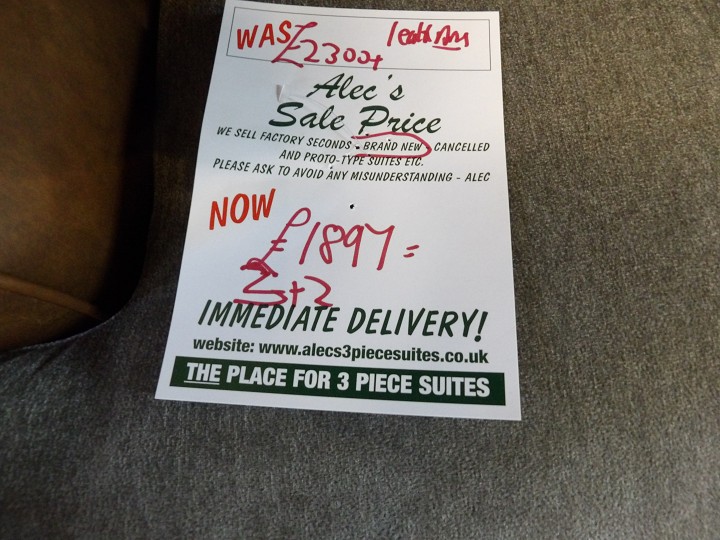 WAS £2300+
Alec's
Sale Price
WE SELL FACTORY SECONDS - BRAND NEW - CANCELLED
AND PROTO-TYPE SUITES ETC.
PLEASE ASK TO AVOID ANY MISUNDERSTANDING - ALEC
NOW
£1897=
3+2
IMMEDIATE DELIVERY!
website: www.alecs3piecesuites.co.uk
THE PLACE FOR 3 PIECE SUITES